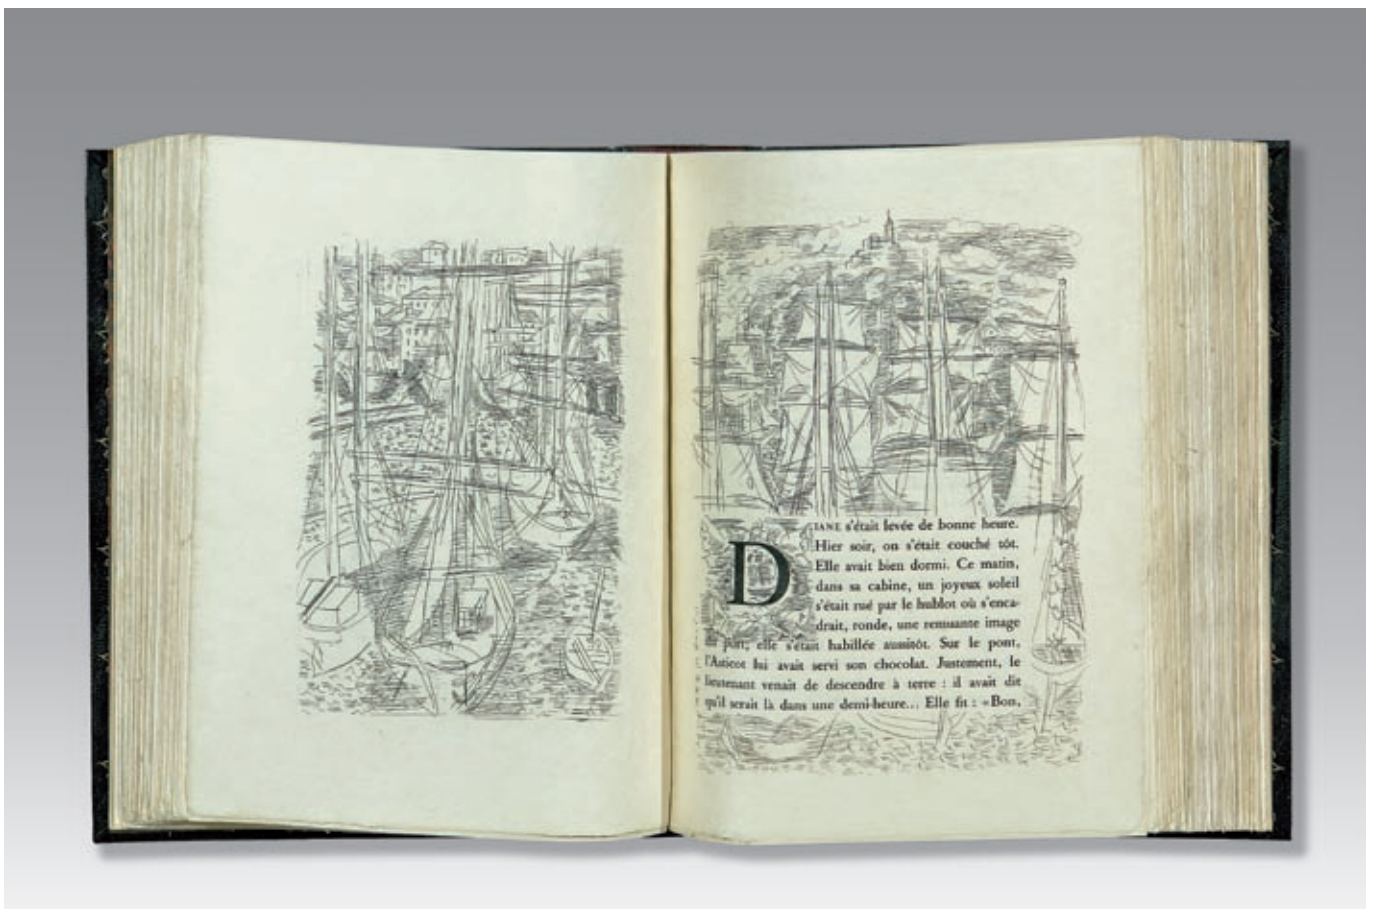 DIANE s'était levée de bonne heure.
Hier soir, on s'était couché tôt.
Elle avait bien dormi. Ce matin,
dans sa cabine, un joyeux soleil
s'était rué par le hublot où s'enca-
drait, ronde, une remuante image
du port; elle s'était habillée aussitôt. Sur le pont,
l'Asticot lui avait servi son chocolat. Justement, le
lieutenant venait de descendre à terre : il avait dit
qu'il serait là dans une demi-heure... Elle fit : «Bon,